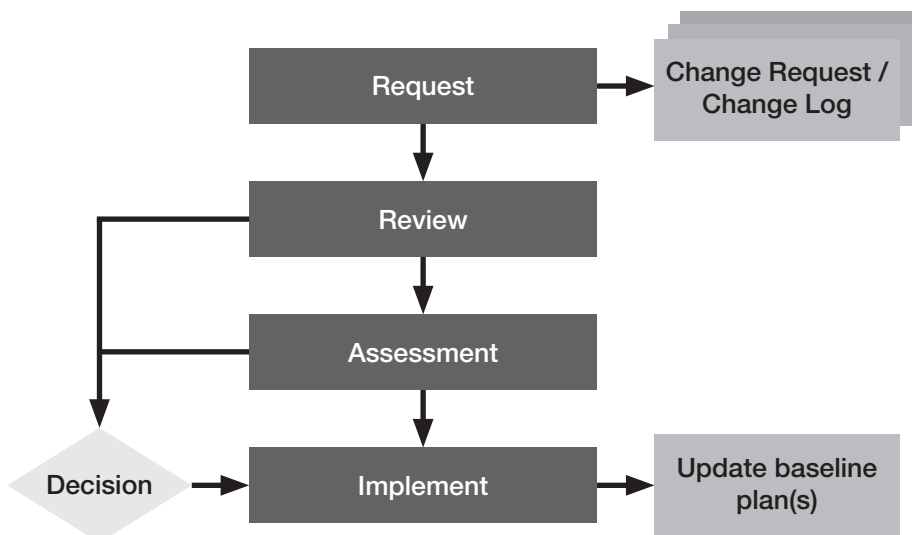 Request
Change Request /
Change Log
Review
Assessment
Decision
Implement
Update baseline
plan(s)